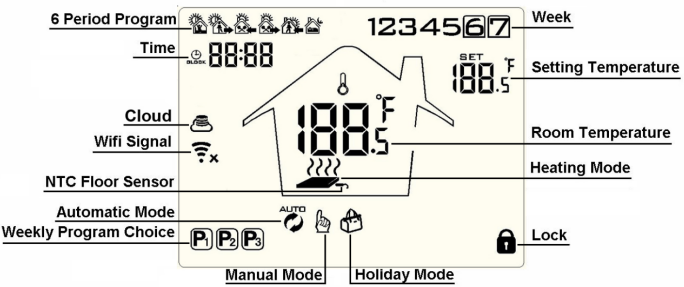 6 Period Program
1234567
Week
Time
CLOCK 88:88
SET
188.5 °F
Setting Temperature
Cloud
188.5 °F
Wifi Signal
Room Temperature
Heating Mode
NTC Floor Sensor
AUTO
Automatic Mode
Weekly Program Choice
P1 P2 P3
Lock
Manual Mode
Holiday Mode